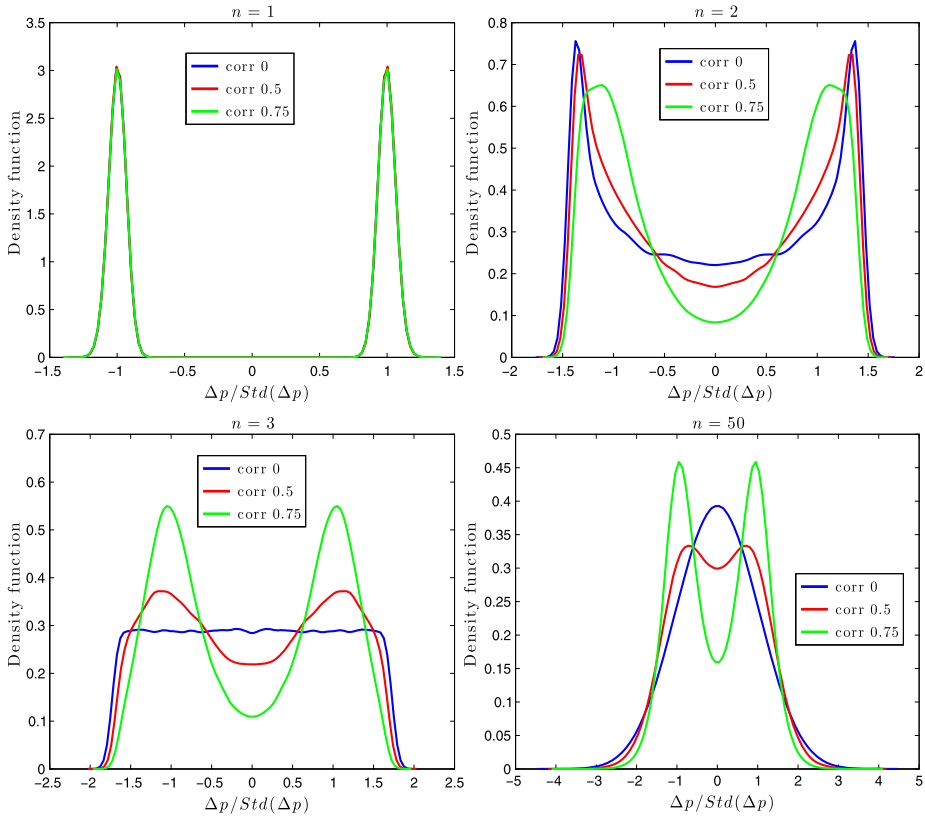 n = 1
3.5
3
2.5
2
1.5
1
0.5
0
Density function
corr 0
corr 0.5
corr 0.75
−1.5 −1 −0.5 0 0.5 1 1.5
Δp/Std(Δp)
n = 2
0.8
0.7
0.6
0.5
0.4
0.3
0.2
0.1
0
Density function
corr 0
corr 0.5
corr 0.75
−2 −1.5 −1 −0.5 0 0.5 1 1.5 2
Δp/Std(Δp)
n = 3
0.7
0.6
0.5
0.4
0.3
0.2
0.1
0
Density function
corr 0
corr 0.5
corr 0.75
−2.5 −2 −1.5 −1 −0.5 0 0.5 1 1.5 2 2.5
Δp/Std(Δp)
n = 50
0.5
0.45
0.4
0.35
0.3
0.25
0.2
0.15
0.1
0.05
0
Density function
corr 0
corr 0.5
corr 0.75
−5 −4 −3 −2 −1 0 1 2 3 4 5
Δp/Std(Δp)